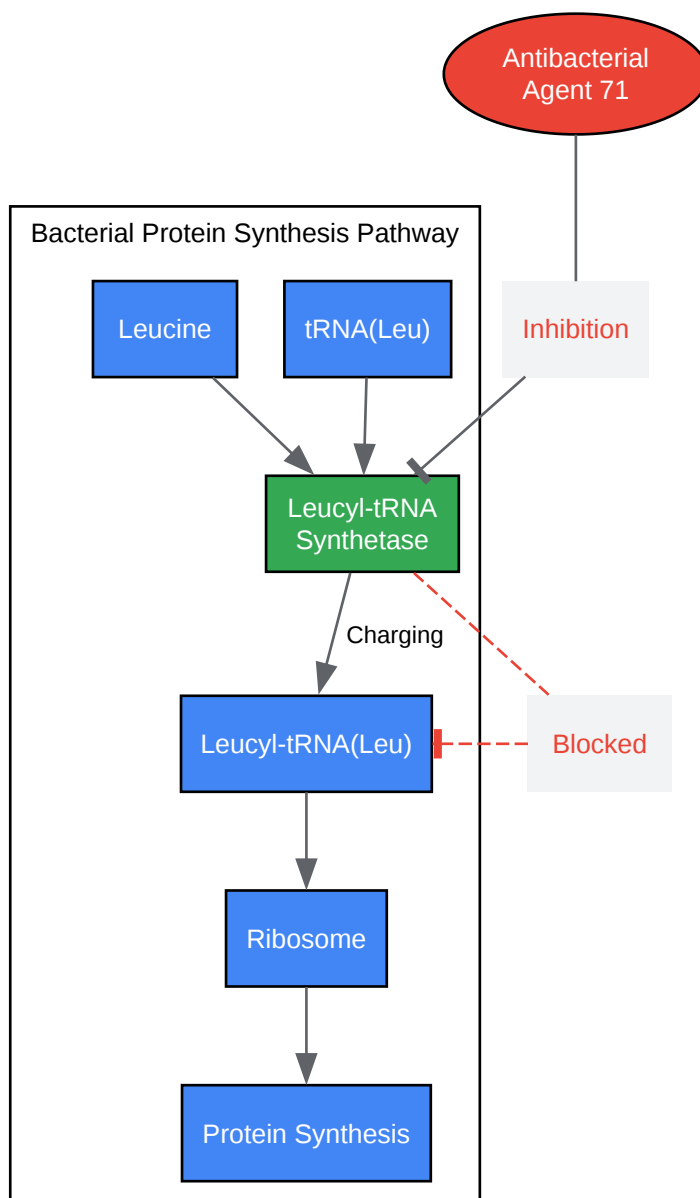 Antibacterial
Agent 71
Bacterial Protein Synthesis Pathway
Leucine
tRNA(Leu)
Inhibition
Leucyl-tRNA
Synthetase
Charging
Leucyl-tRNA(Leu)
Blocked
Ribosome
Protein Synthesis